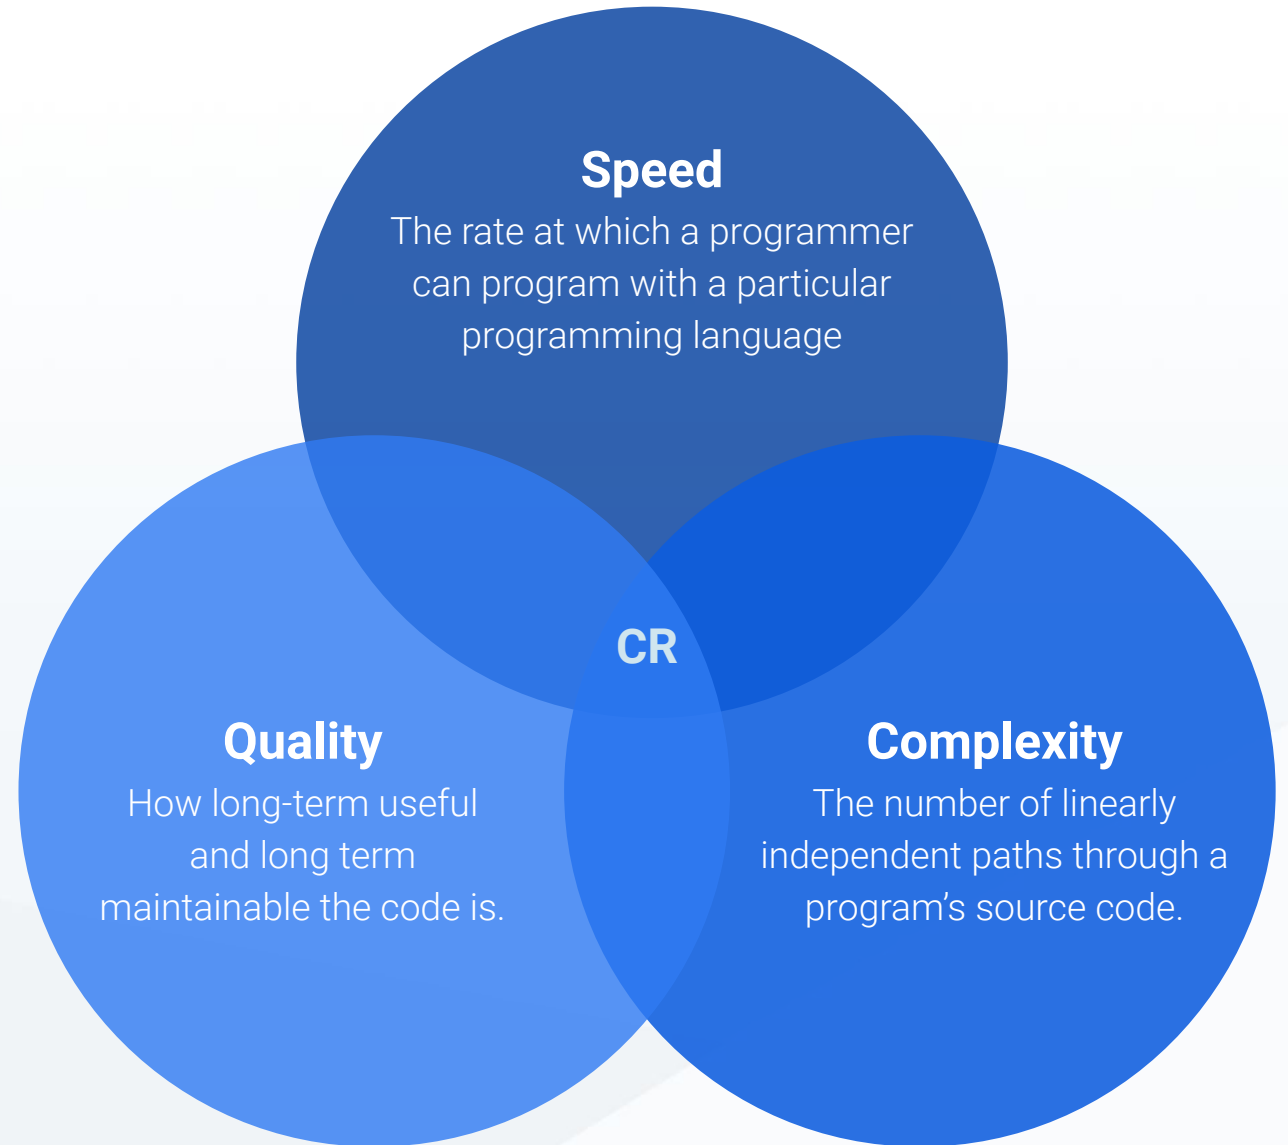 Speed
The rate at which a programmer
can program with a particular
programming language
CR
Quality
How long-term useful
and long term
maintainable the code is.
Complexity
The number of linearly
independent paths through a
program's source code.